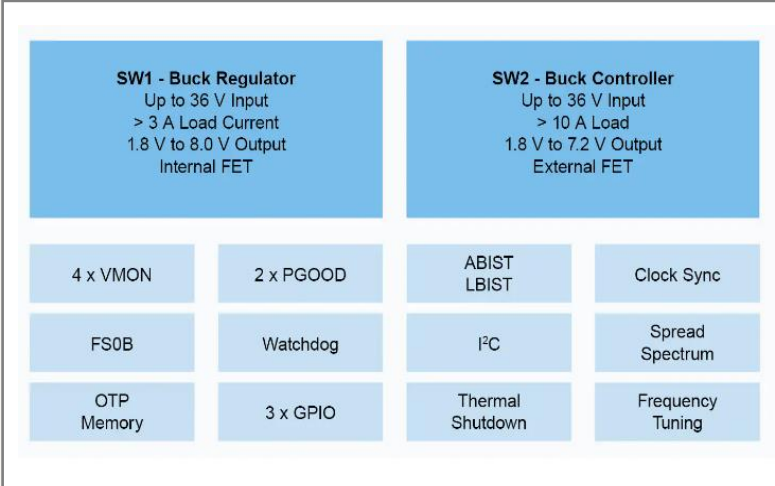 SW1 - Buck Regulator
Up to 36 V Input
> 3 A Load Current
1.8 V to 8.0 V Output
Internal FET
SW2 - Buck Controller
Up to 36 V Input
> 10 A Load
1.8 V to 7.2 V Output
External FET
4 x VMON
2 x PGOOD
ABIST
LBIST
Clock Sync
FS0B
Watchdog
I²C
Spread
Spectrum
OTP
Memory
3 x GPIO
Thermal
Shutdown
Frequency
Tuning